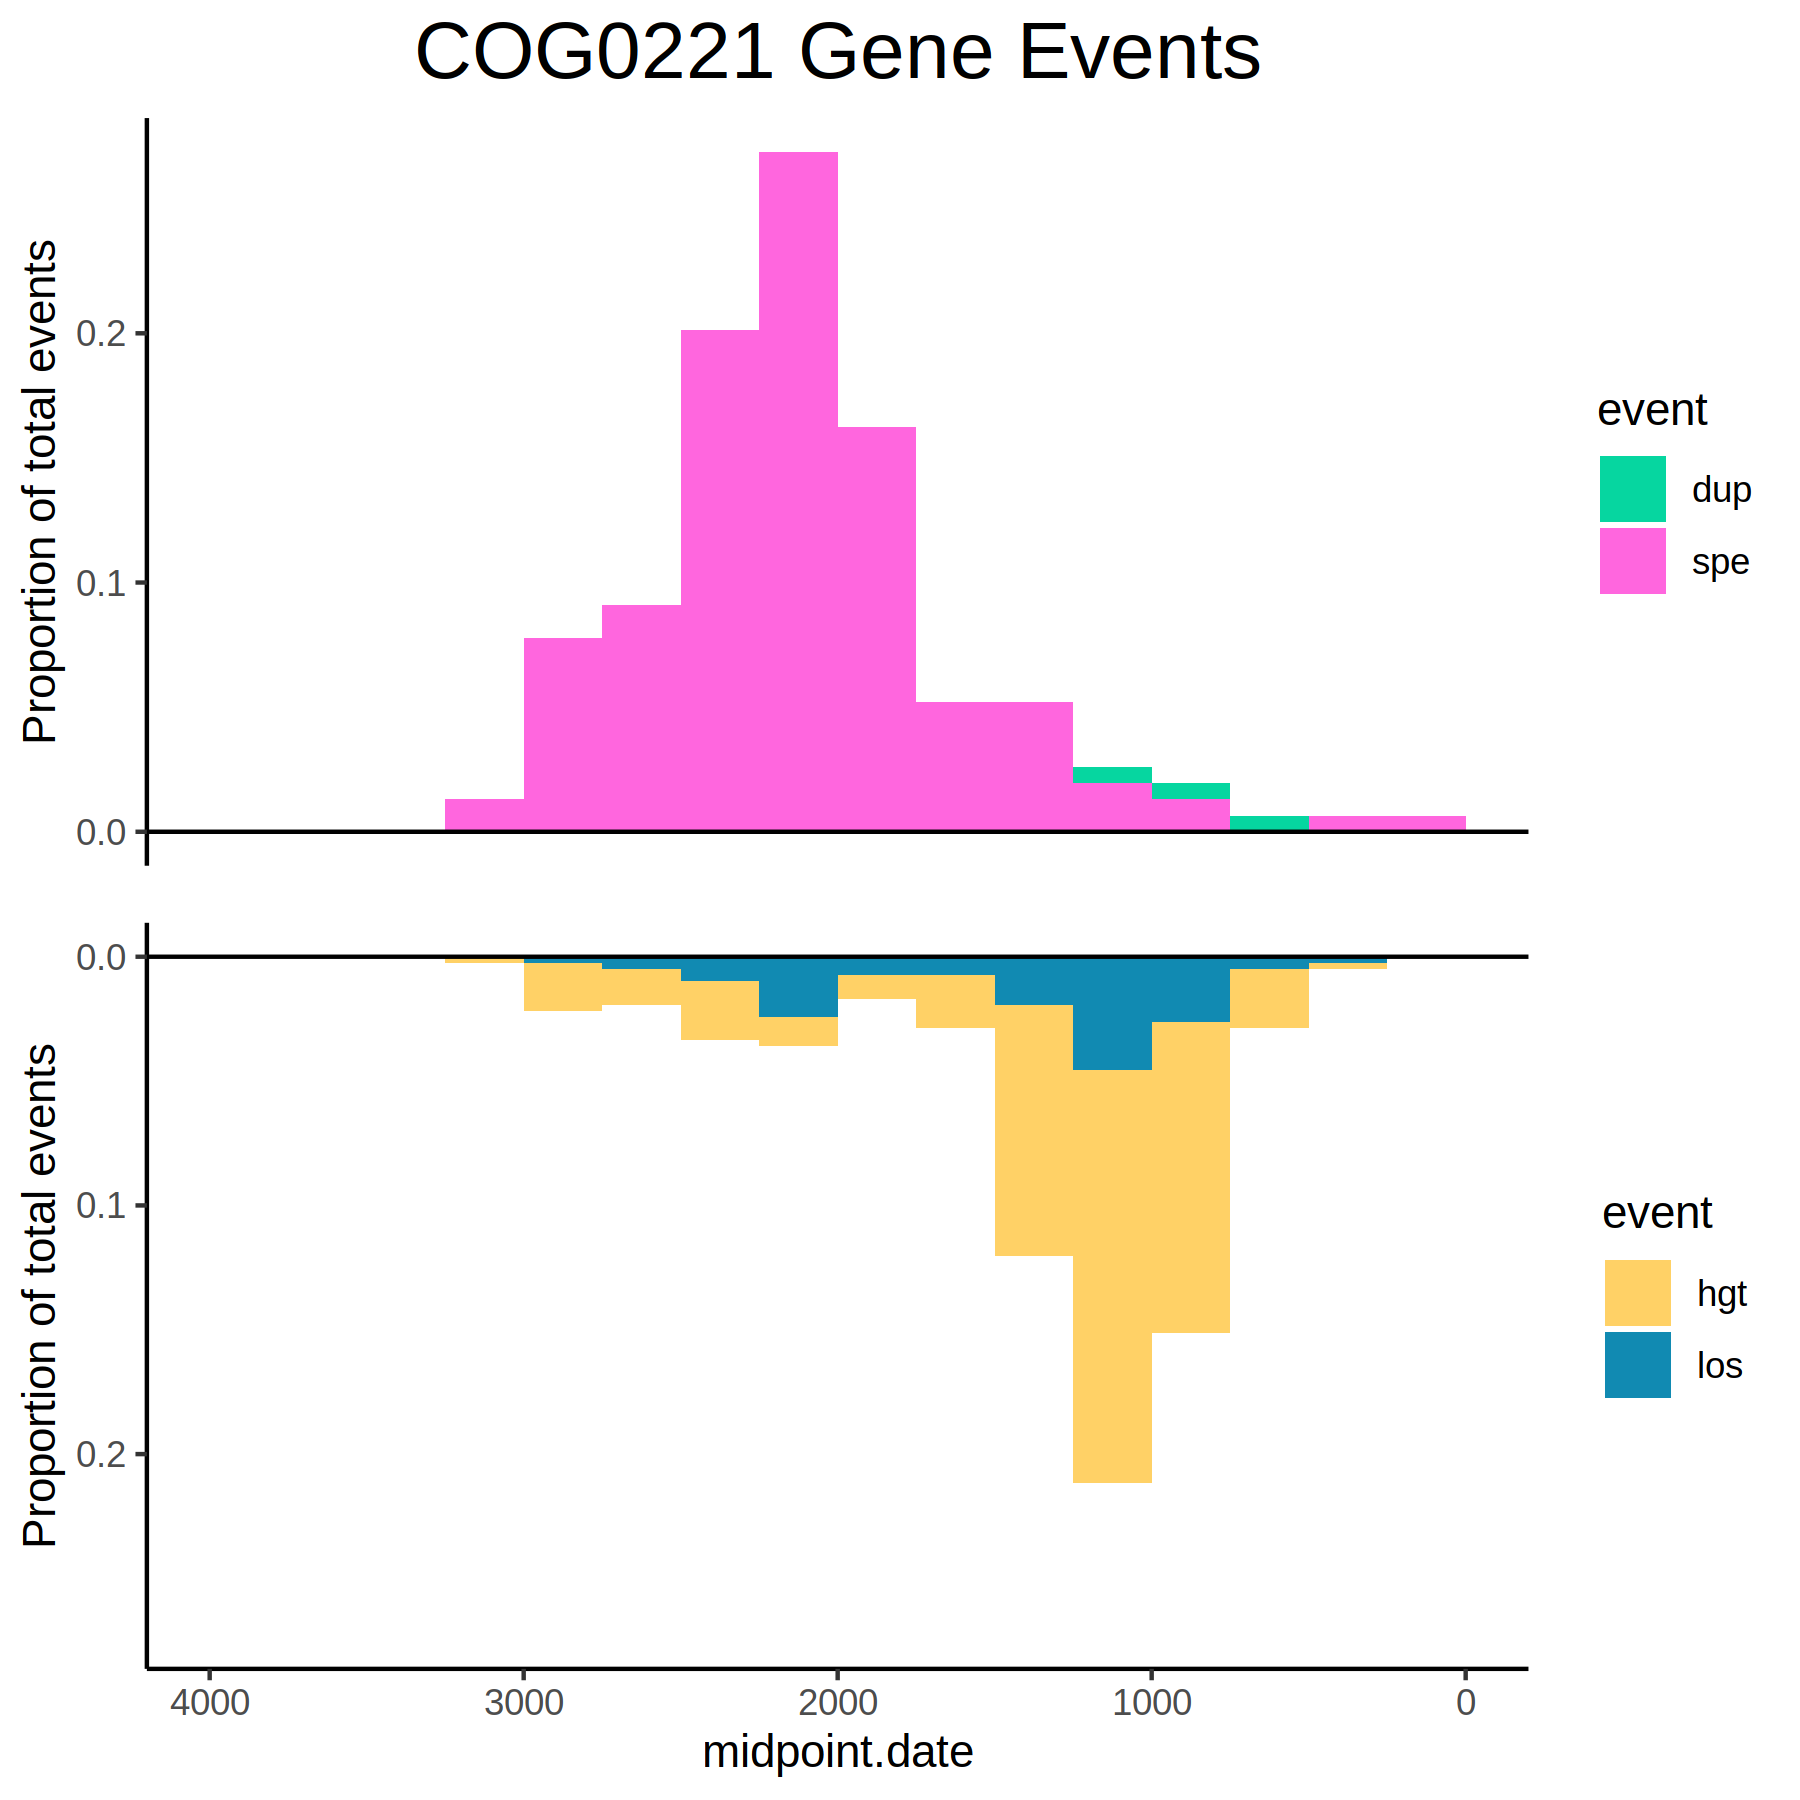 COG0221 Gene Events
Proportion of total events
0.2
0.1
0.0
event
dup
spe
Proportion of total events
0.0
0.1
0.2
event
hgt
los
4000 3000 2000 1000 0
midpoint.date